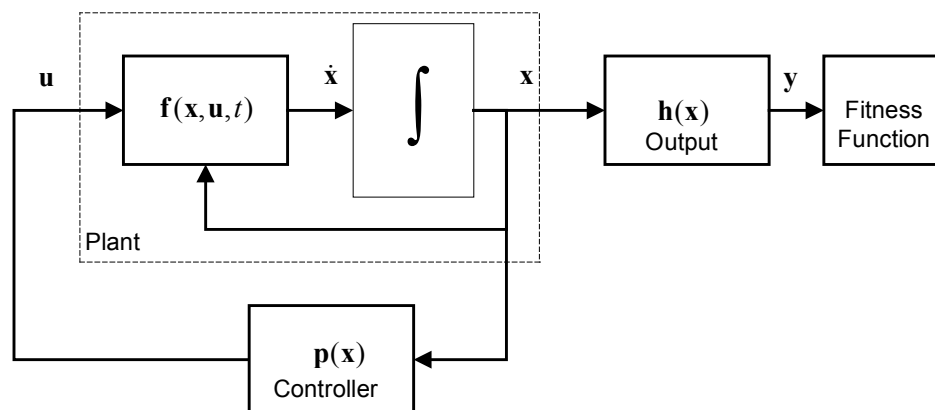 u
f(x,u,t)
ẋ
∫
x
h(x)
Output
y
Fitness
Function
Plant
p(x)
Controller